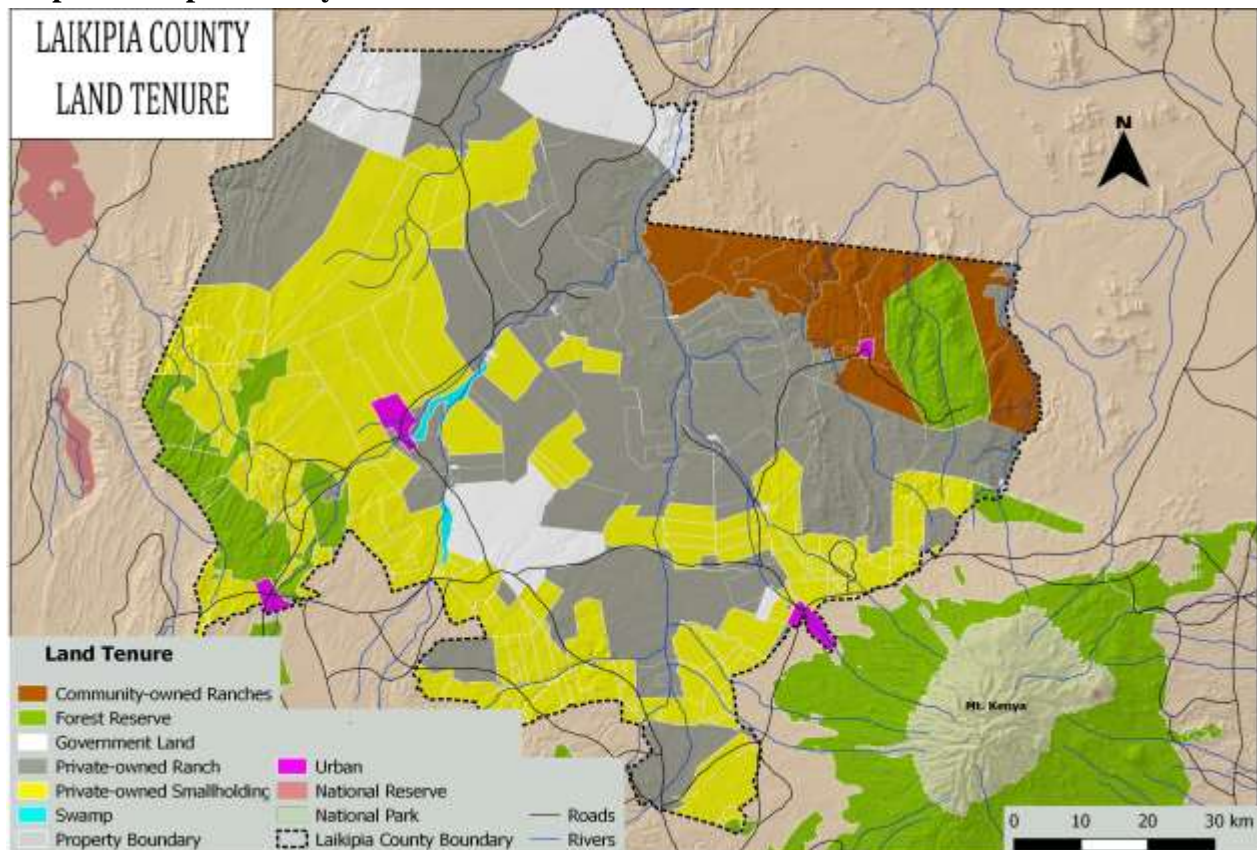 LAIKIPIA COUNTY
LAND TENURE
N
Mt. Kenya
Land Tenure
Community-owned Ranches
Forest Reserve
Government Land
Private-owned Ranch
Private-owned Smallholding
Swamp
Property Boundary
Urban
National Reserve
National Park
Laikipia County Boundary
Roads
Rivers
0 10 20 30 km